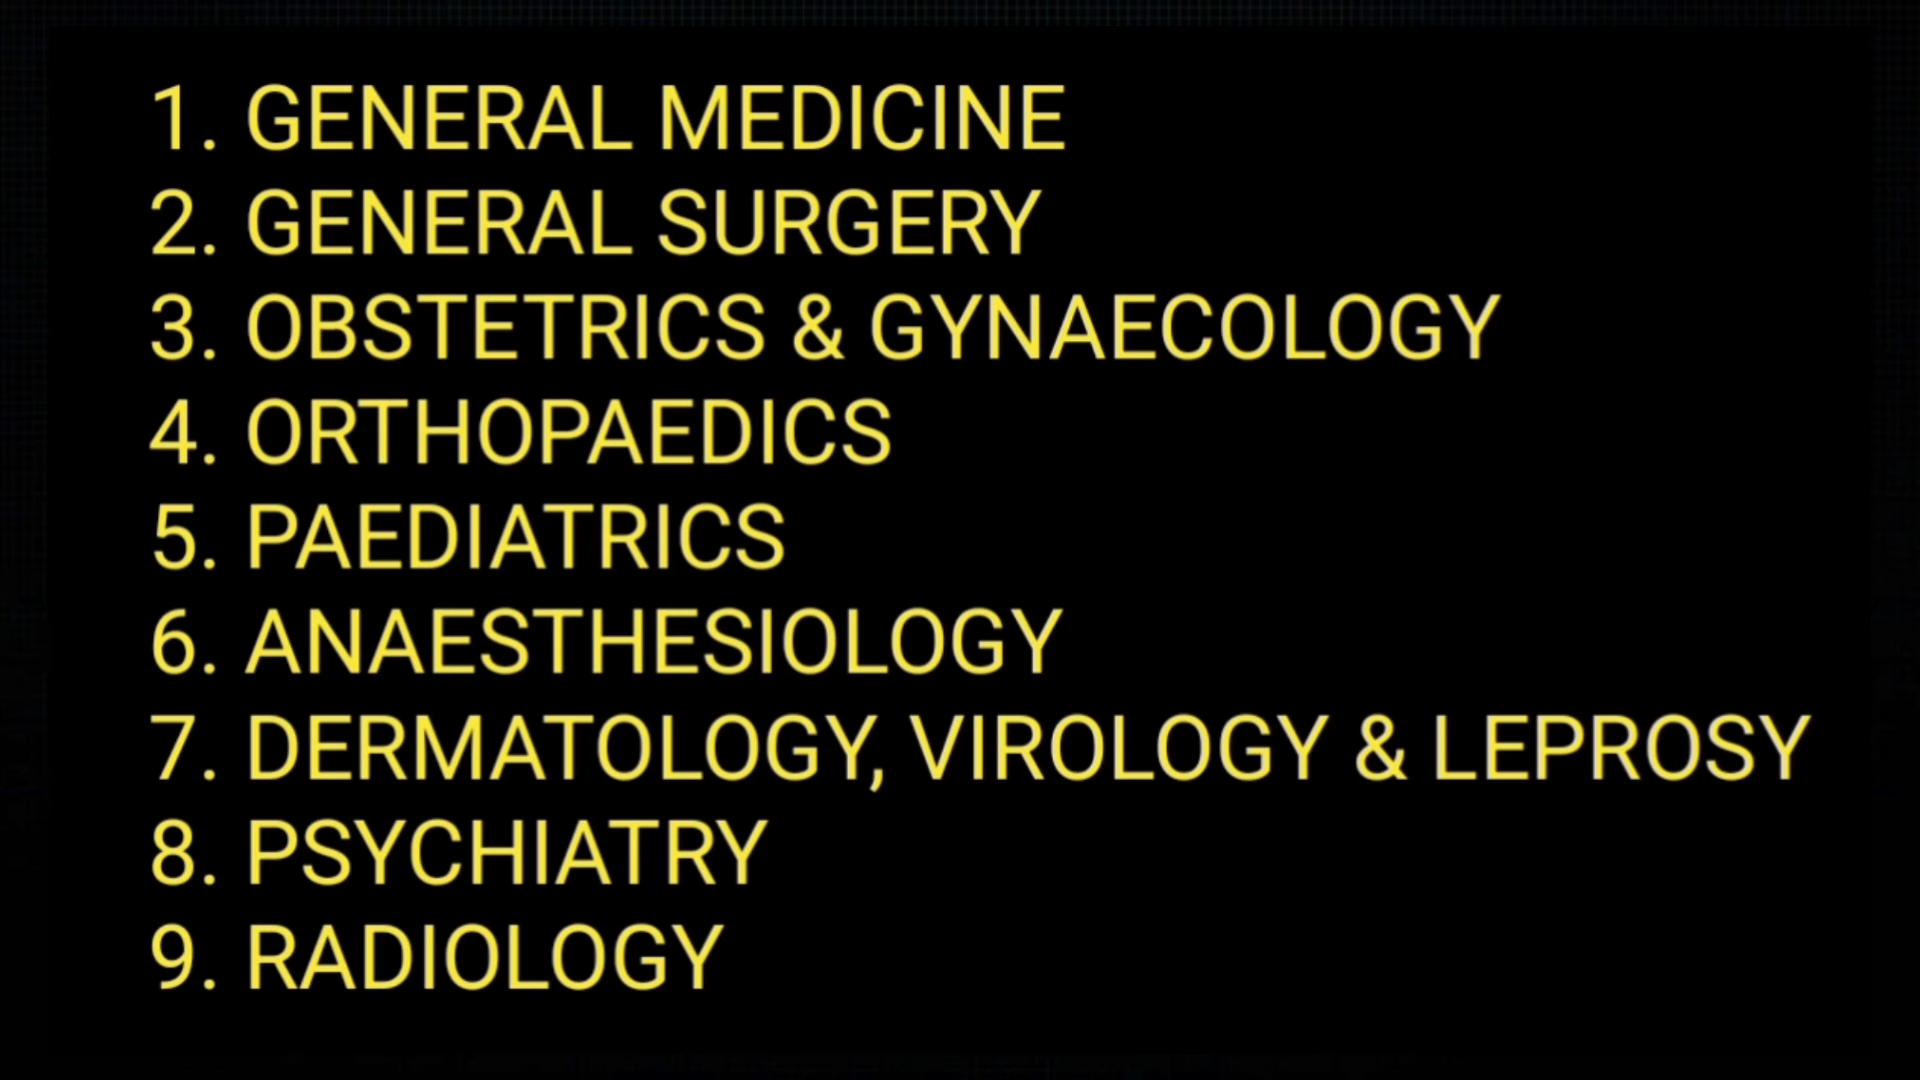 1. GENERAL MEDICINE
2. GENERAL SURGERY
3. OBSTETRICS & GYNAECOLOGY
4. ORTHOPAEDICS
5. PAEDIATRICS
6. ANAESTHESIOLOGY
7. DERMATOLOGY, VIROLOGY & LEPROSY
8. PSYCHIATRY
9. RADIOLOGY